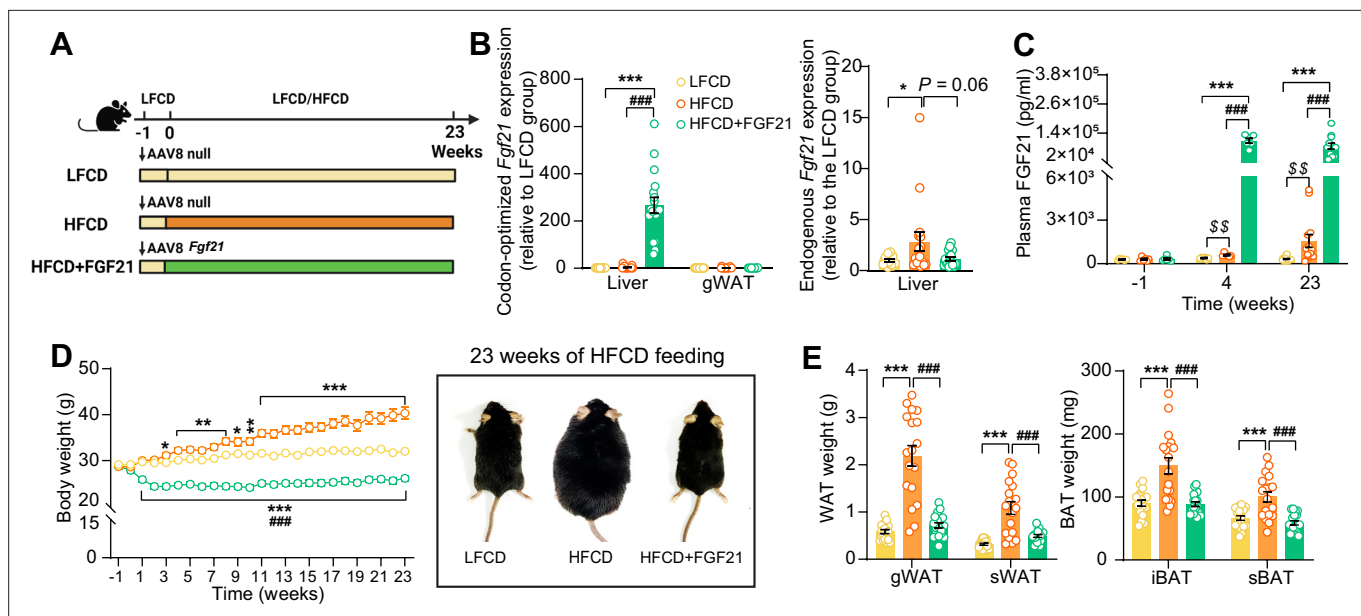 A
LFCD
LFCD/HFCD
-1
0
23
Weeks
AAV8 null
LFCD
AAV8 null
HFCD
AAV8 Fgf21
HFCD+FGF21
B
Codon-optimized Fgf21 expression
(relative to LFCD group)
800
600
400
200
0
***
###
LFCD
HFCD
HFCD+FGF21
Liver
gWAT
Endogenous Fgf21 expression
(relative to the LFCD group)
20
15
10
5
0
*
P = 0.06
Liver
C
Plasma FGF21 (pg/ml)
3.8×10⁵
1.4×10⁵
2×10⁴
6×10³
3×10³
0
***
###
$$
***
###
$$
-1
4
23
Time (weeks)
D
Body weight (g)
50
40
30
20
15
0
*
**
*
**
***
***
###
-1 1 3 5 7 9 11 13 15 17 19 21 23
Time (weeks)
23 weeks of HFCD feeding
LFCD
HFCD
HFCD+FGF21
E
WAT weight (g)
4
3
2
1
0
***
###
***
###
gWAT
sWAT
BAT weight (mg)
300
200
100
0
***
###
***
###
iBAT
sBAT